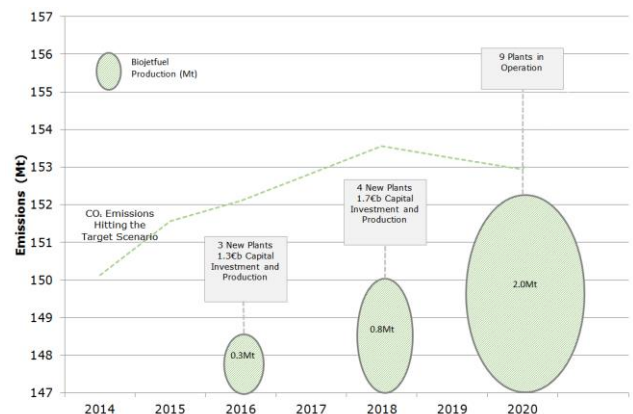 157
156
155
154
153
152
151
150
149
148
147
Emissions (Mt)
Biojetfuel
Production (Mt)
9 Plants in
Operation
CO₂ Emissions
Hitting the
Target Scenario
4 New Plants
1.7€b Capital
Investment and
Production
3 New Plants
1.3€b Capital
Investment and
Production
0.3Mt
0.8Mt
2.0Mt
2014 2015 2016 2017 2018 2019 2020